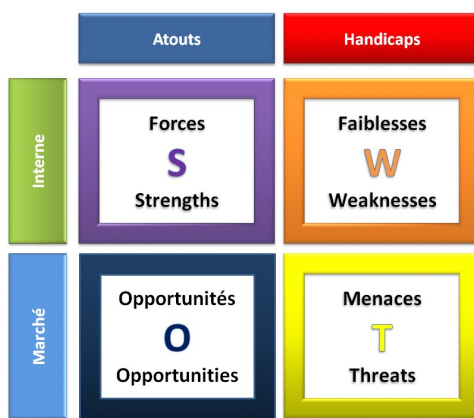 Atouts
Handicaps
Interne
Forces
S
Strengths
Faiblesses
W
Weaknesses
Marché
Opportunités
O
Opportunities
Menaces
T
Threats